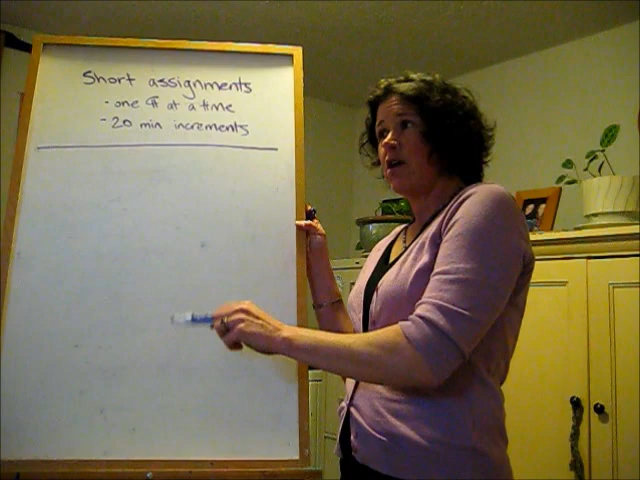 Short assignments
- one ¶ at a time
- 20 min increments